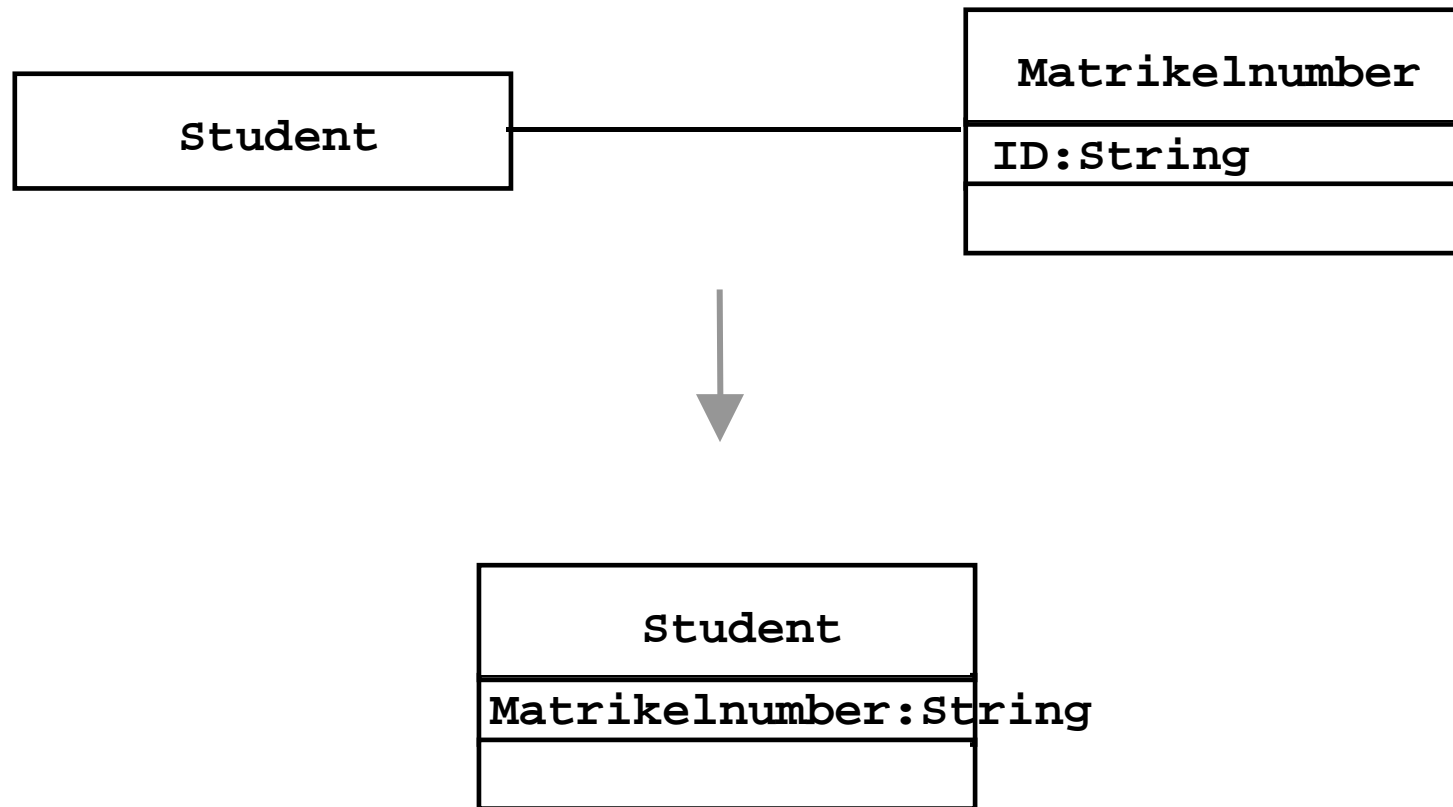 Student
Matrikelnumber
ID:String
Student
Matrikelnumber:String